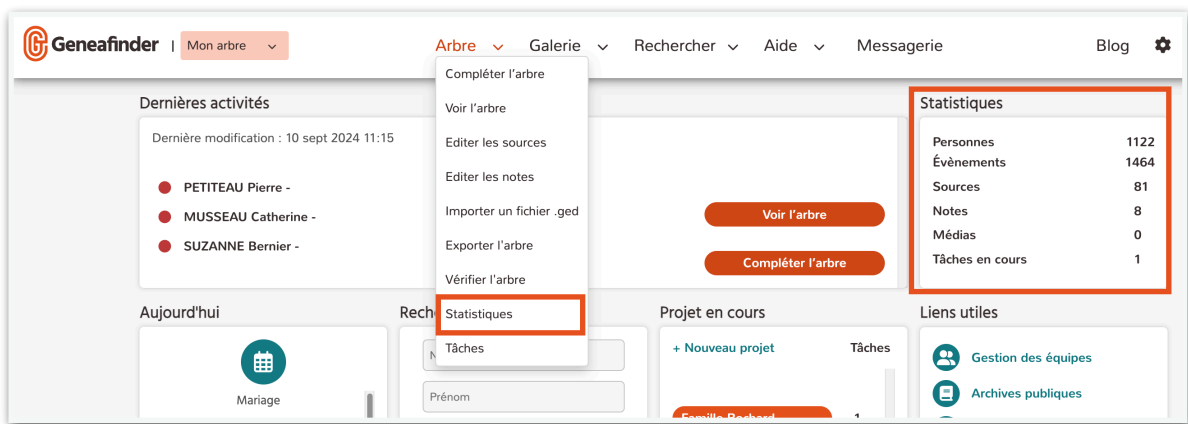 Geneafinder | Mon arbre
Arbre Galerie Rechercher Aide Messagerie Blog
Compléter l'arbre
Voir l'arbre
Editer les sources
Editer les notes
Importer un fichier .ged
Exporter l'arbre
Vérifier l'arbre
Statistiques
Tâches
Dernières activités
Dernière modification : 10 sept 2024 11:15
PETITEAU Pierre -
MUSSEAU Catherine -
SUZANNE Bernier -
Voir l'arbre
Compléter l'arbre
Statistiques
Personnes 1122
Évènements 1464
Sources 81
Notes 8
Médias 0
Tâches en cours 1
Aujourd'hui
Mariage
Prénom
Projet en cours
+ Nouveau projet Tâches
Famille Bochard 1
Liens utiles
Gestion des équipes
Archives publiques